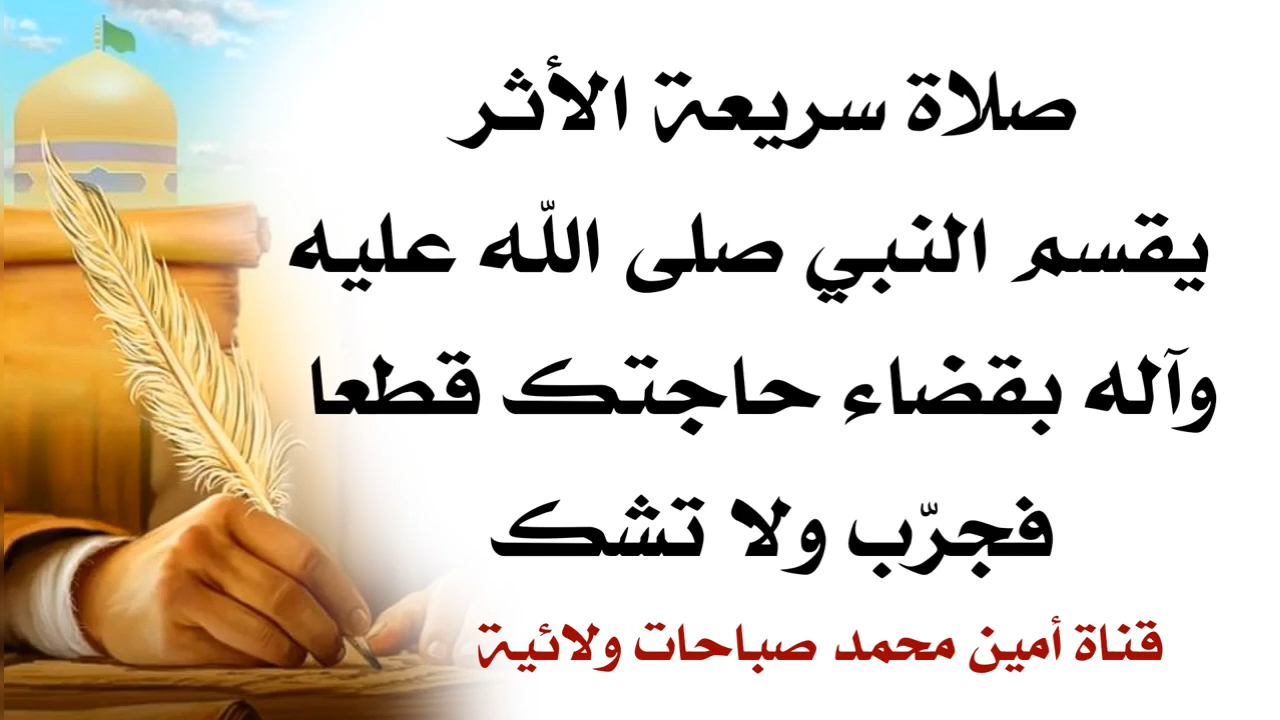 صلاة سريعة الأثر
يقسم النبي صلى اللّه عليه
وآله بقضاء حاجتك قطعا
فجرّب ولا تشك
قناة أمين محمد صباحات ولائية